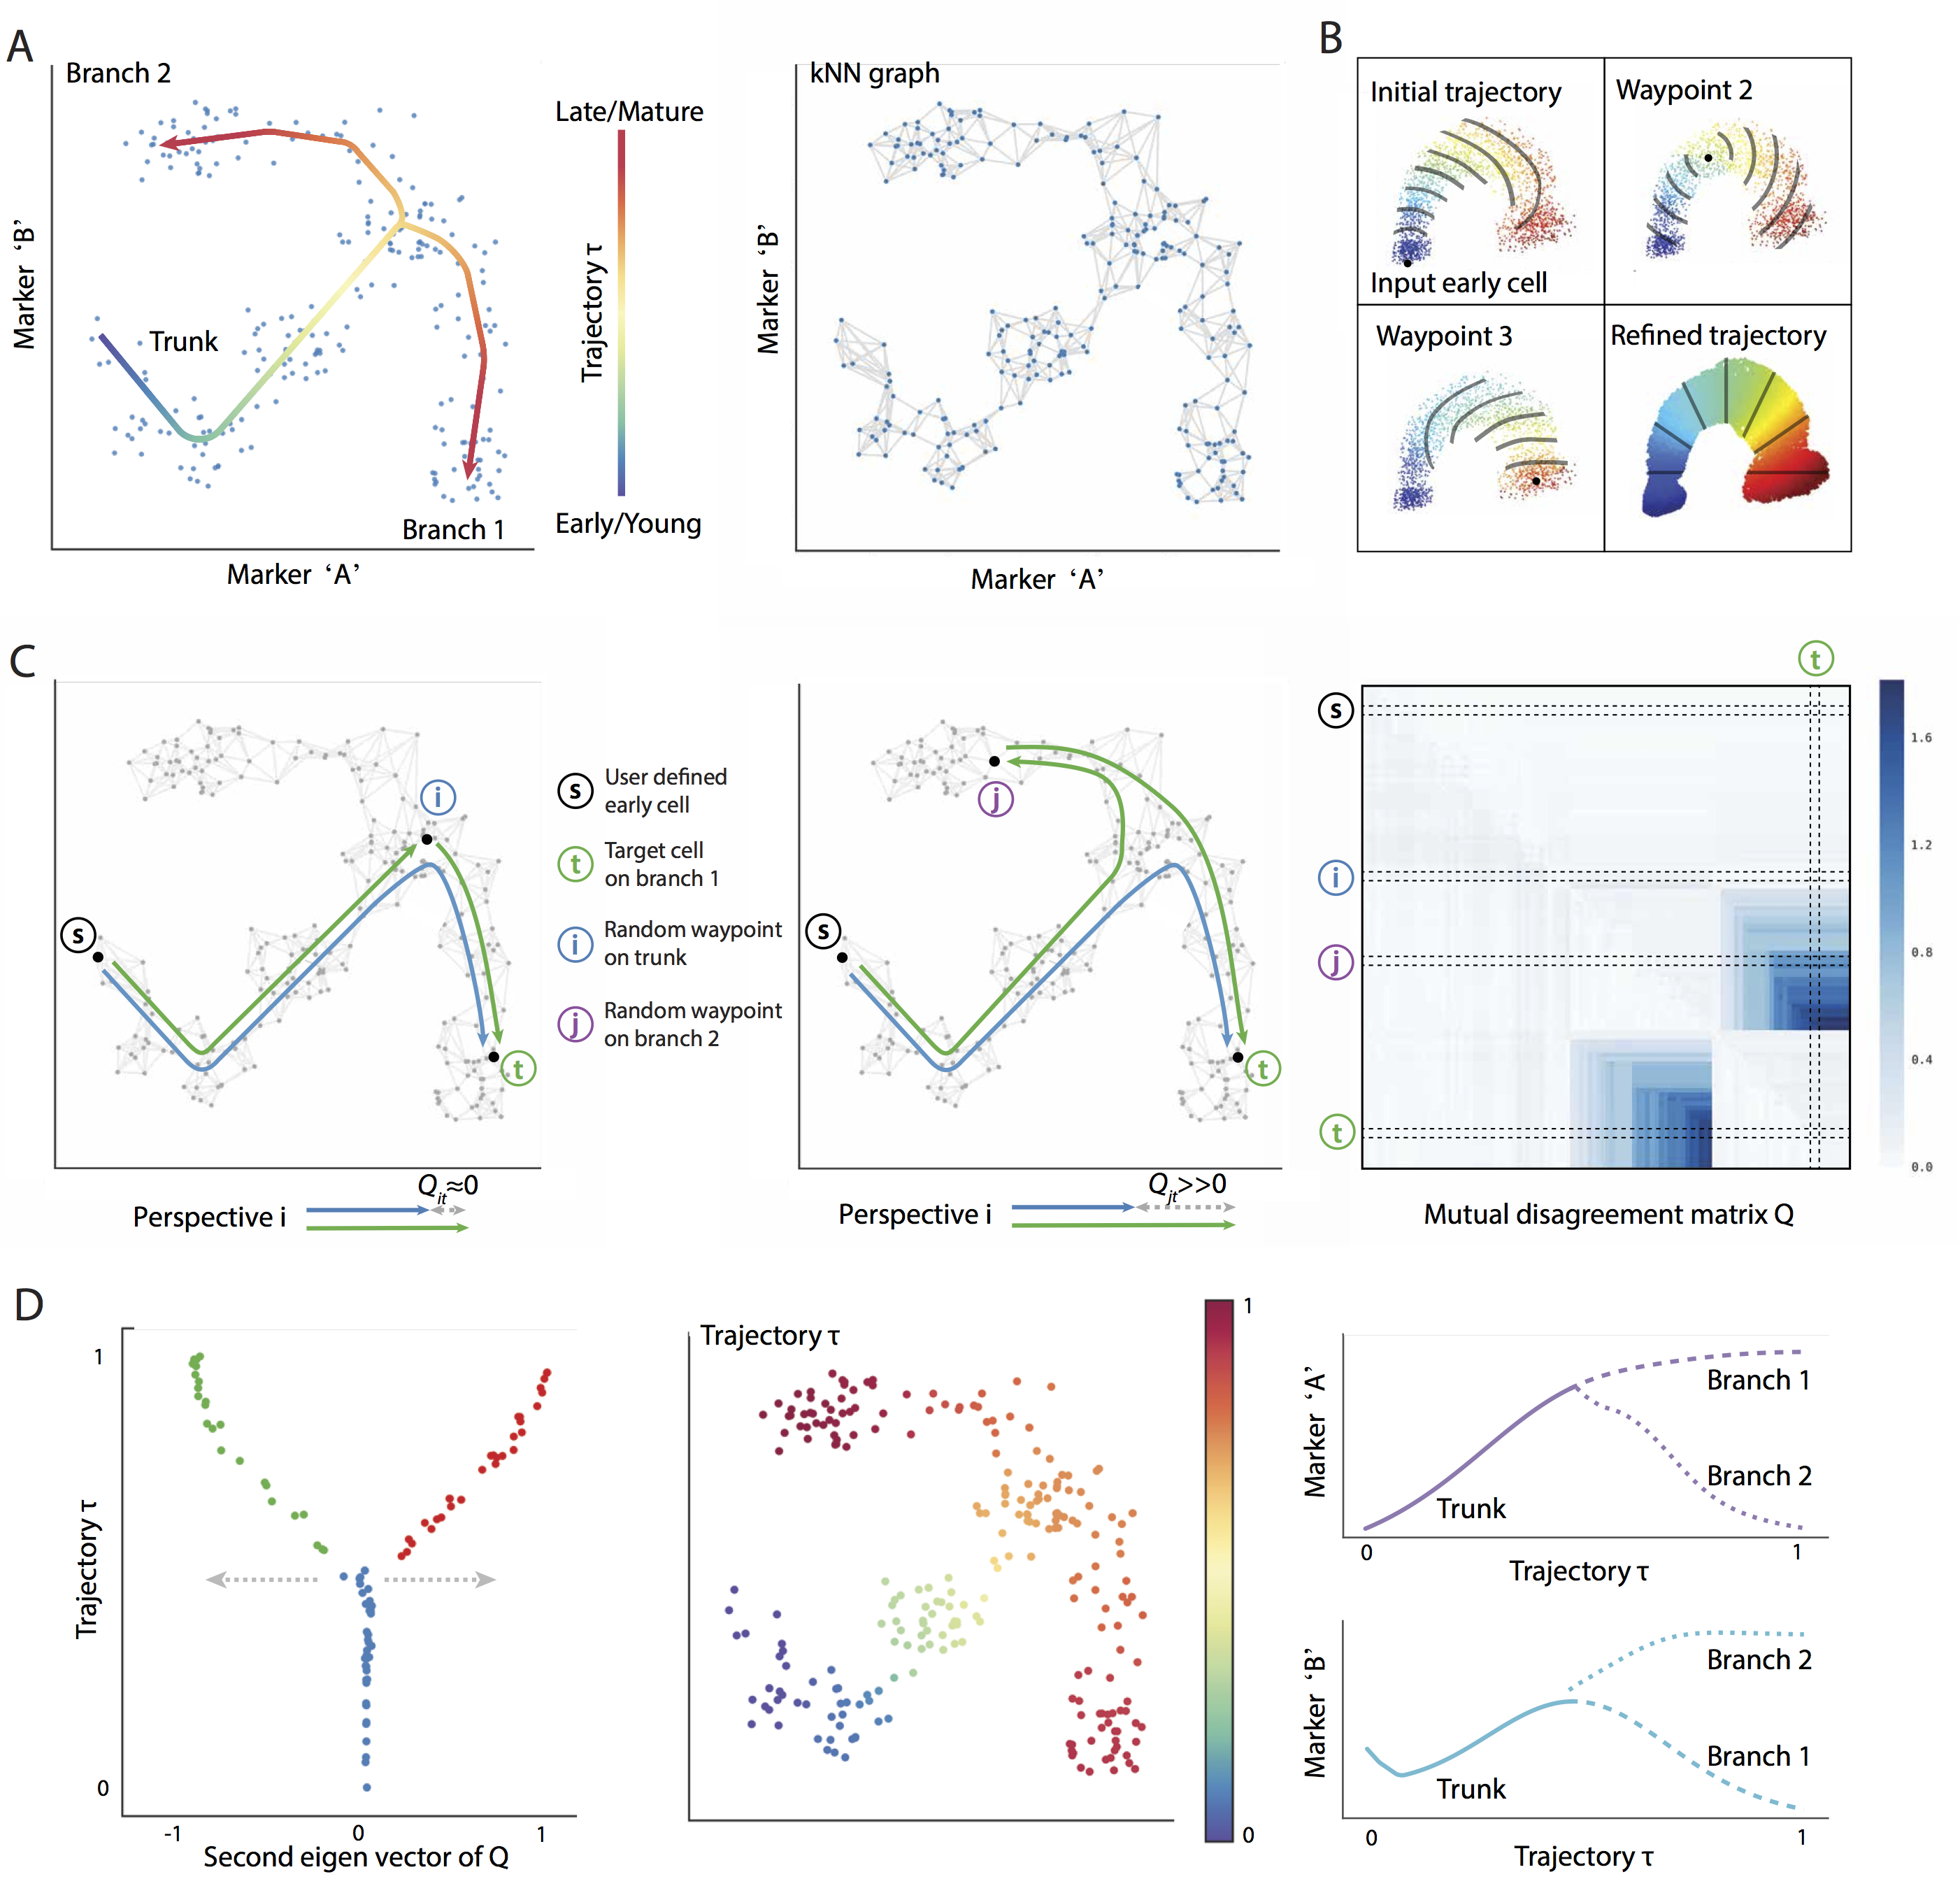 A
Branch 2
Trunk
Branch 1
Marker ‘B’
Marker ‘A’
Late/Mature
Trajectory τ
Early/Young
kNN graph
Marker ‘B’
Marker ‘A’
B
Initial trajectory
Input early cell
Waypoint 2
Waypoint 3
Refined trajectory
C
s
i
t
Q
it
≈0
Perspective i
s User defined
early cell
t Target cell
on branch 1
i Random waypoint
on trunk
j Random waypoint
on branch 2
j
s
t
Q
jt
>>0
Perspective i
t
s
i
j
t
1.6
1.2
0.8
0.4
0.0
Mutual disagreement matrix Q
D
1
Trajectory τ
0
-1 0 1
Second eigen vector of Q
Trajectory τ
1
0
Marker ‘A’
Branch 1
Branch 2
Trunk
0 1
Trajectory τ
Marker ‘B’
Branch 2
Branch 1
Trunk
0 1
Trajectory τ